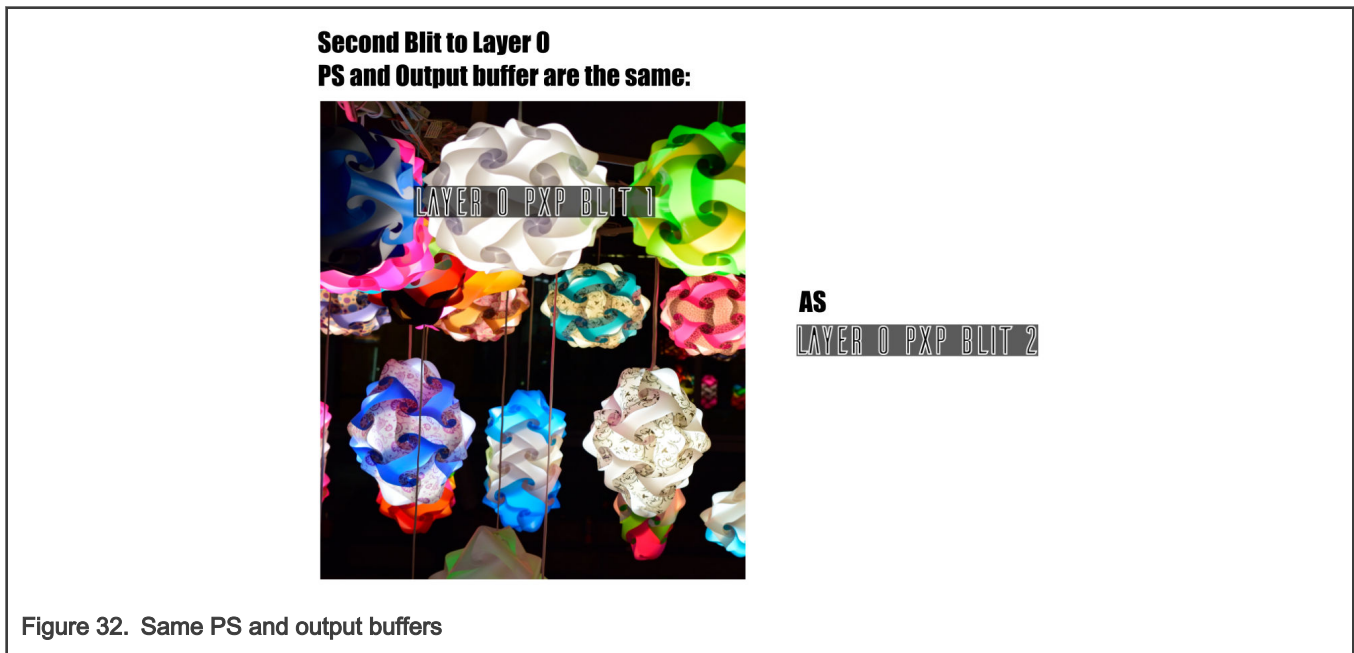 Second Blit to Layer 0
PS and Output buffer are the same:
LAYER 0 PXP BLIT 1
AS
LAYER 0 PXP BLIT 2
Figure 32. Same PS and output buffers